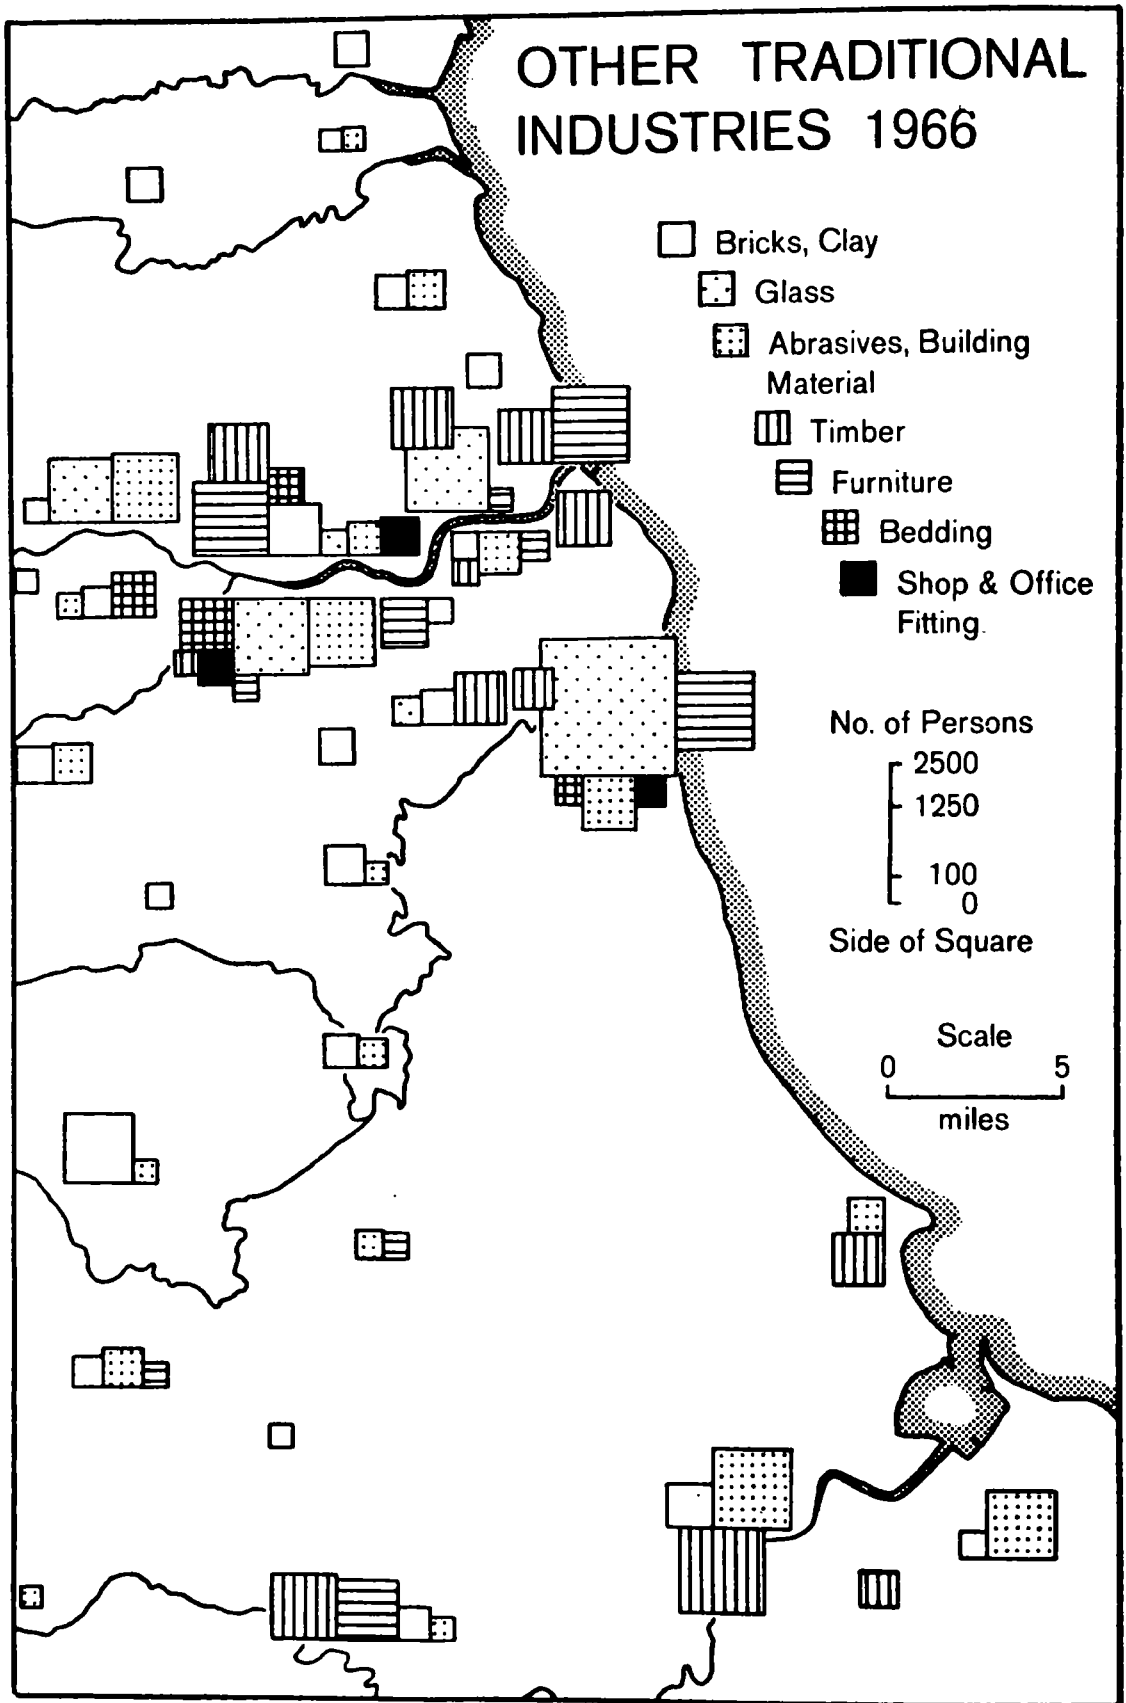 OTHER TRADITIONAL
INDUSTRIES 1966
Bricks, Clay
Glass
Abrasives, Building
Material
Timber
Furniture
Bedding
Shop & Office
Fitting.
No. of Persons
2500
1250
100
0
Side of Square
Scale
0 5
miles